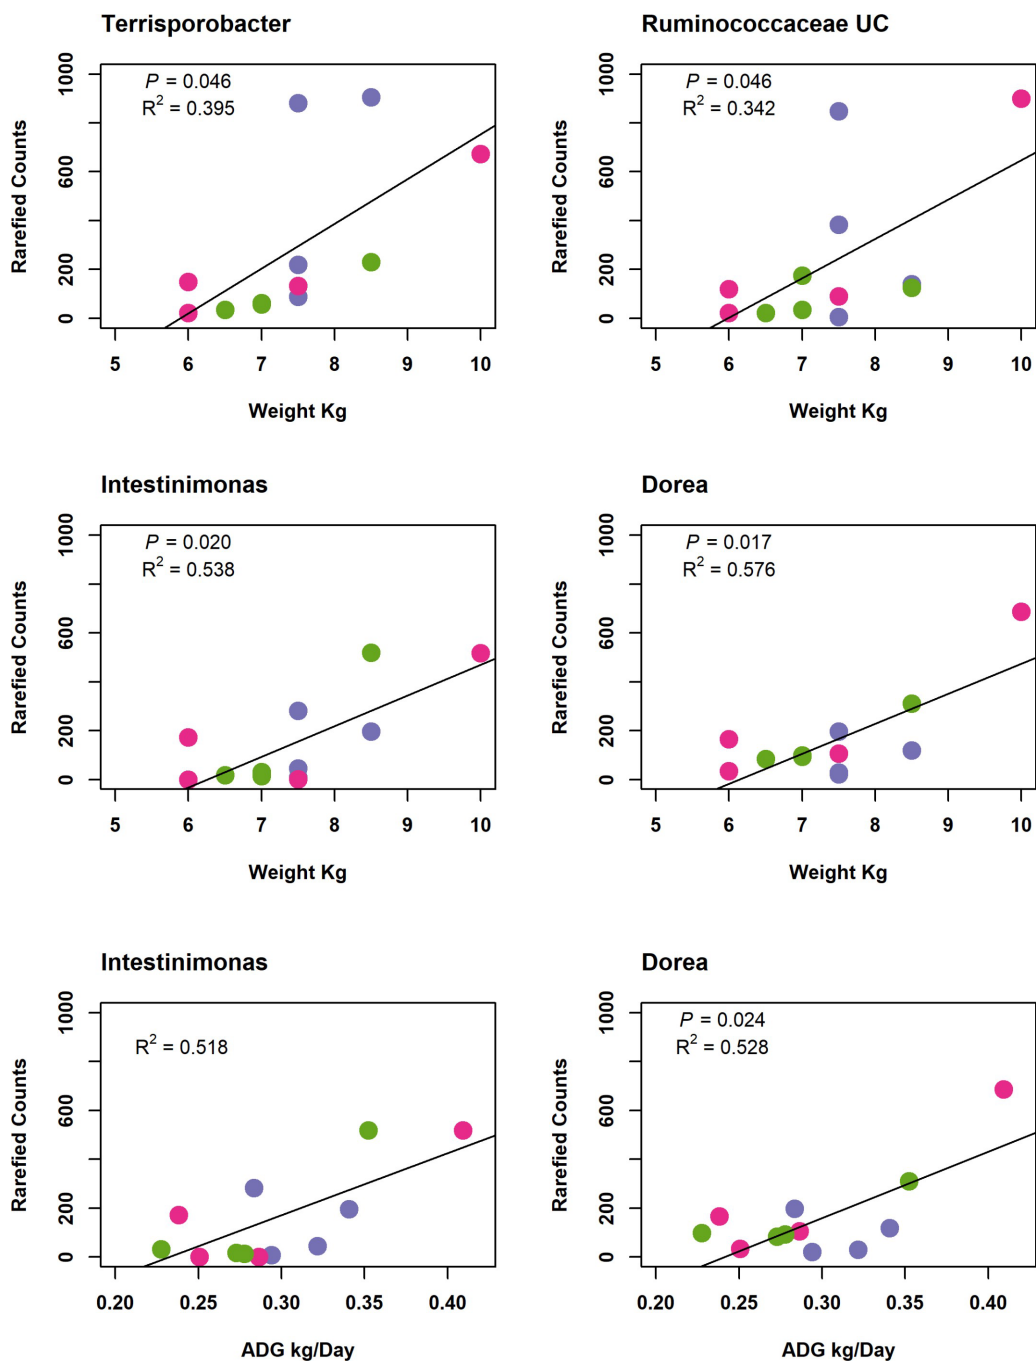 Terrisporobacter
P = 0.046
R² = 0.395
Rarefied Counts
0 200 600 1000
5 6 7 8 9 10
Weight Kg
Ruminococcaceae UC
P = 0.046
R² = 0.342
Rarefied Counts
0 200 600 1000
5 6 7 8 9 10
Weight Kg
Intestinimonas
P = 0.020
R² = 0.538
Rarefied Counts
0 200 600 1000
5 6 7 8 9 10
Weight Kg
Dorea
P = 0.017
R² = 0.576
Rarefied Counts
0 200 600 1000
5 6 7 8 9 10
Weight Kg
Intestinimonas
R² = 0.518
Rarefied Counts
0 200 600 1000
0.20 0.25 0.30 0.35 0.40
ADG kg/Day
Dorea
P = 0.024
R² = 0.528
Rarefied Counts
0 200 600 1000
0.20 0.25 0.30 0.35 0.40
ADG kg/Day